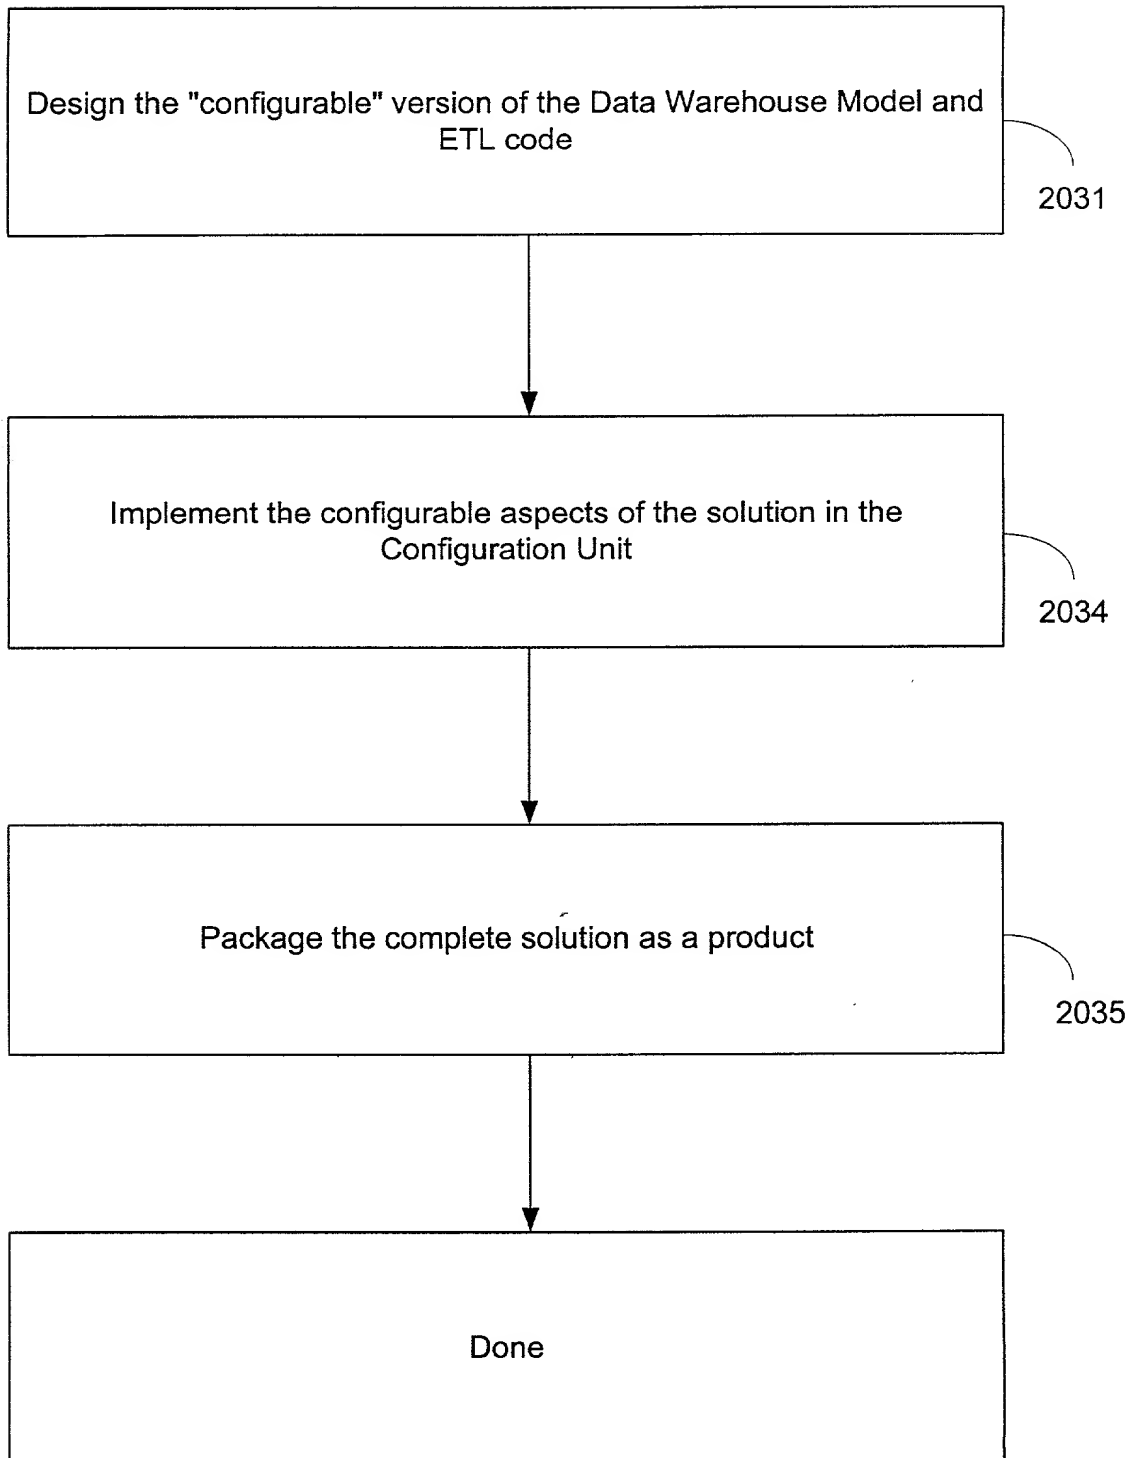 Design the "configurable" version of the Data Warehouse Model and
ETL code
2031
Implement the configurable aspects of the solution in the
Configuration Unit
2034
Package the complete solution as a product
2035
Done